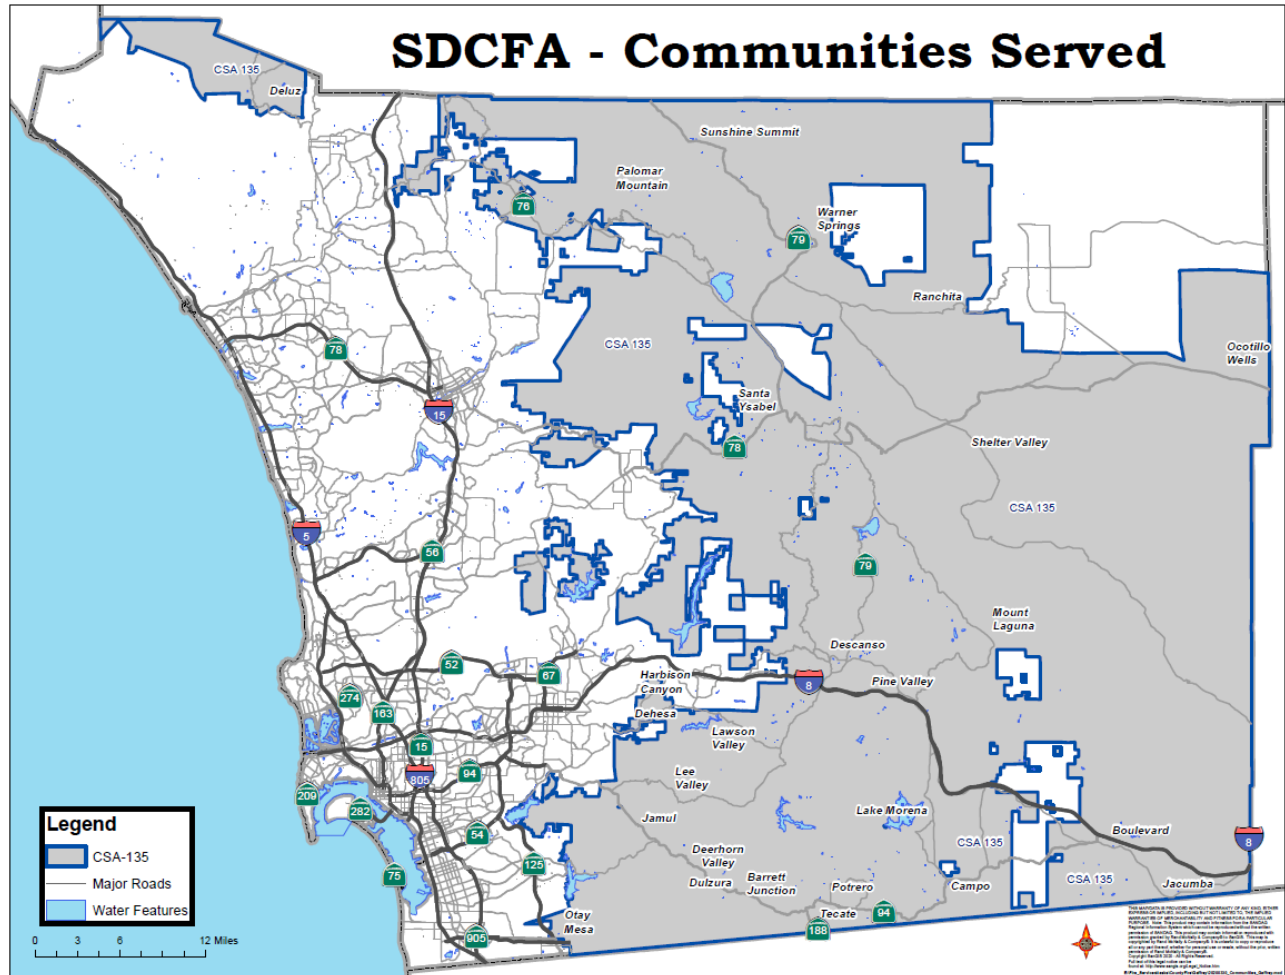 SDCFA - Communities Served
CSA 135
Deluz
Sunshine Summit
Palomar
Mountain
76
Warner
Springs
79
Ranchita
CSA 135
Ocotillo
Wells
78
15
Santa
Ysabel
78
Shelter Valley
CSA 135
5
56
79
Mount
Laguna
Descanso
52
67
Harbison
Canyon
8
Pine Valley
274
163
Dehesa
Lawson
Valley
15
94
805
Lee
Valley
209
282
Jamul
Lake Morena
54
Boulevard
8
CSA 135
125
Deerhorn
Valley
75
Dulzura
Barrett
Junction
Potrero
Campo
CSA 135
Jacumba
Otay
Mesa
Tecate
94
188
905
Legend
CSA-135
Major Roads
Water Features
0 3 6 12 Miles